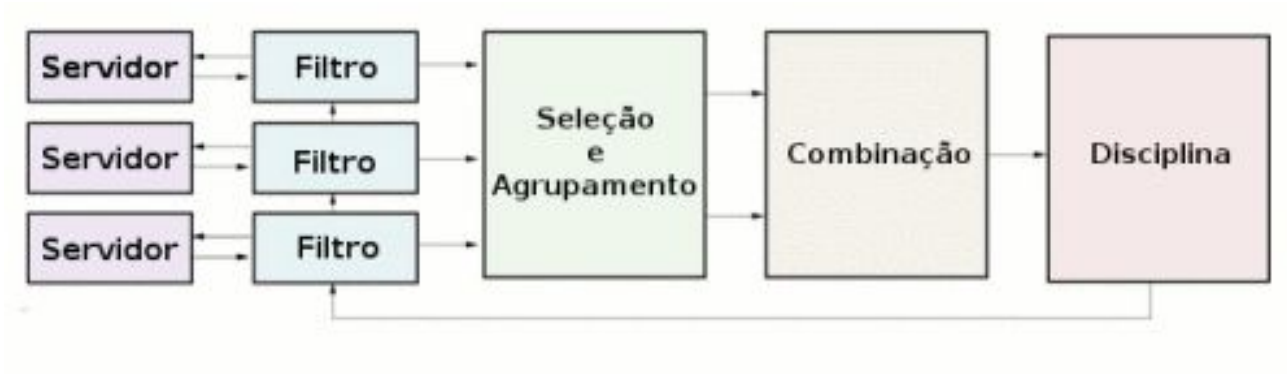 Servidor
Filtro
Servidor
Filtro
Servidor
Filtro
Seleção
e
Agrupamento
Combinação
Disciplina